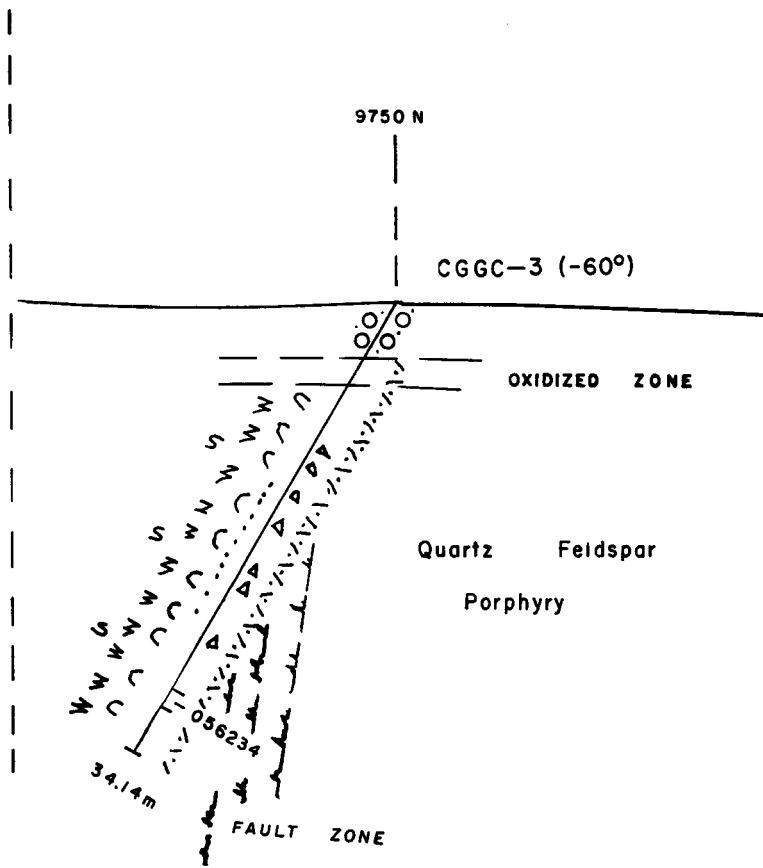 9750 N
CGGC-3 (-60°)
OXIDIZED ZONE
S W W C
W C
W C
S W C
W C
W C
W C
S W C
W C
W W C
Quartz Feldspar
Porphyry
056234
34.14m
FAULT ZONE